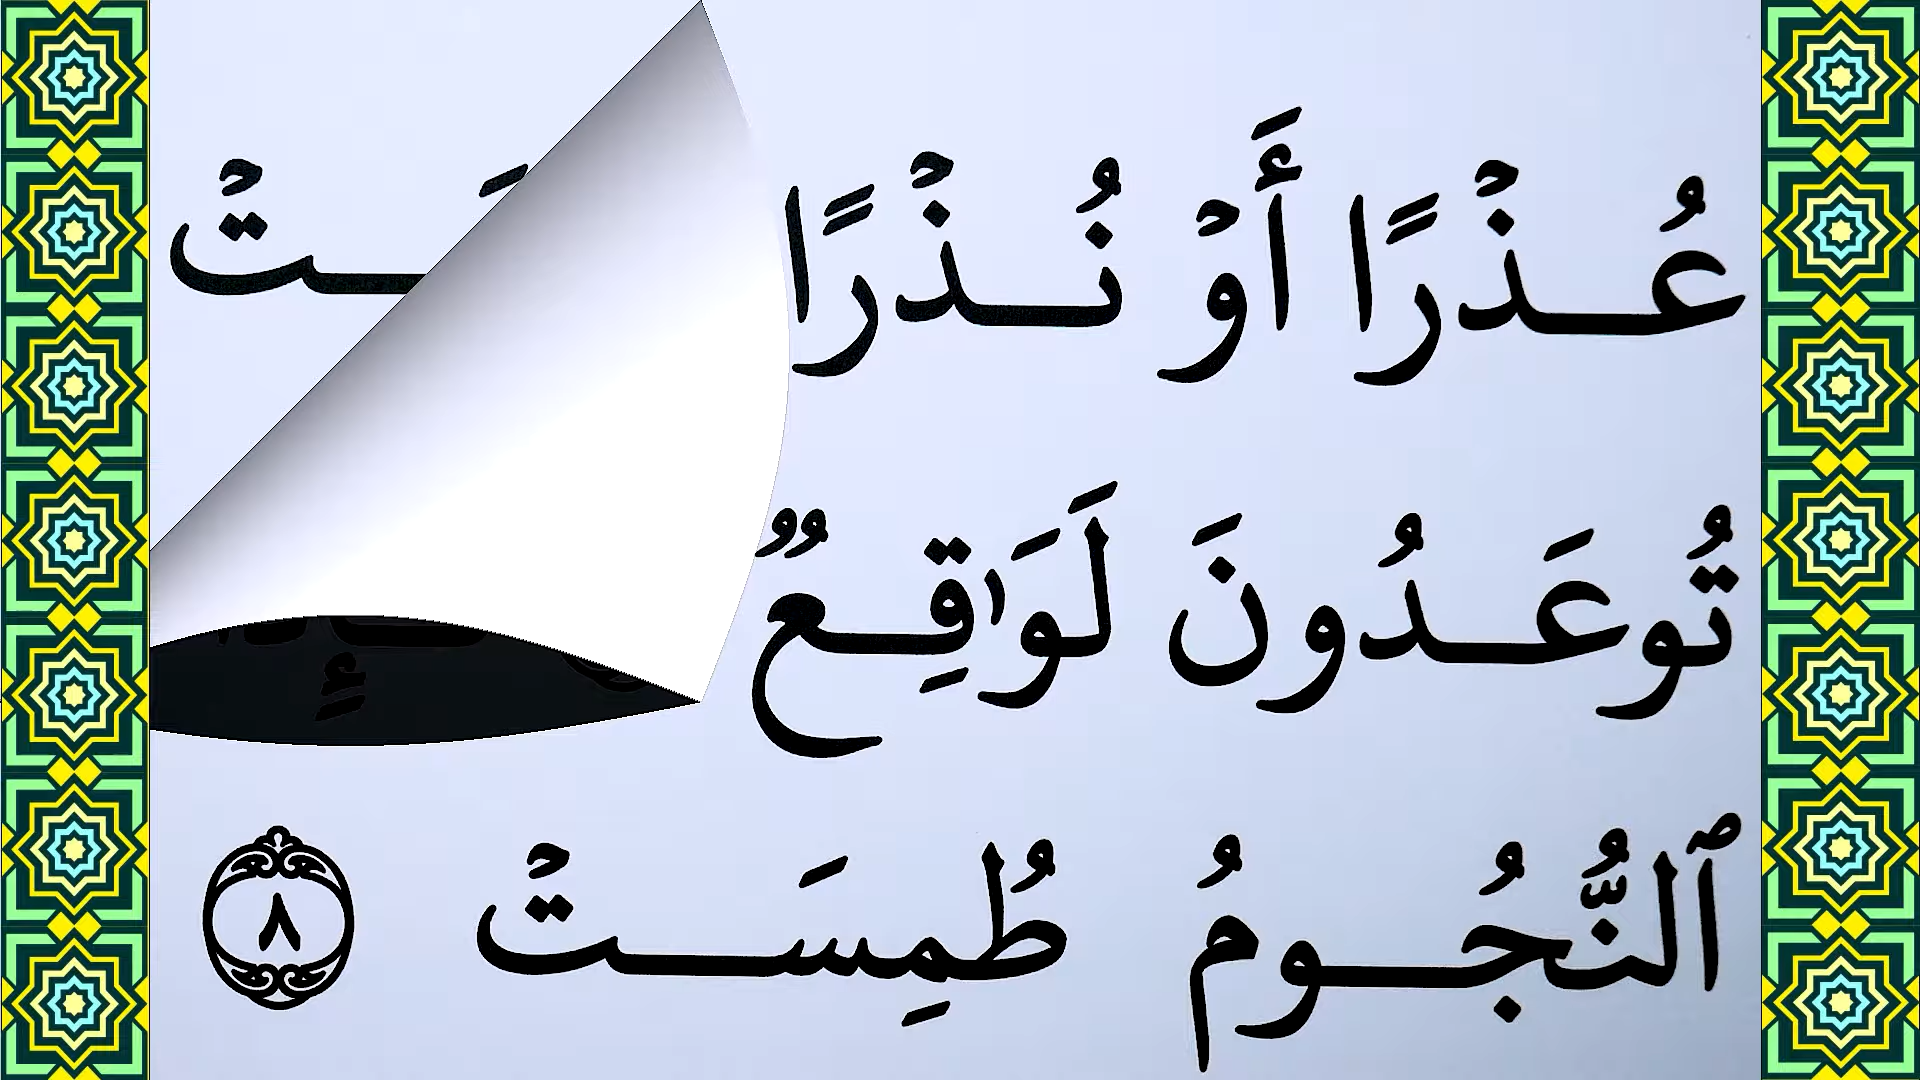 عُذْرًا أَوْ نُذْرًا
تُوعَدُونَ لَوَٰقِعٌ
ٱلنُّجُومُ طُمِسَتْ ٨